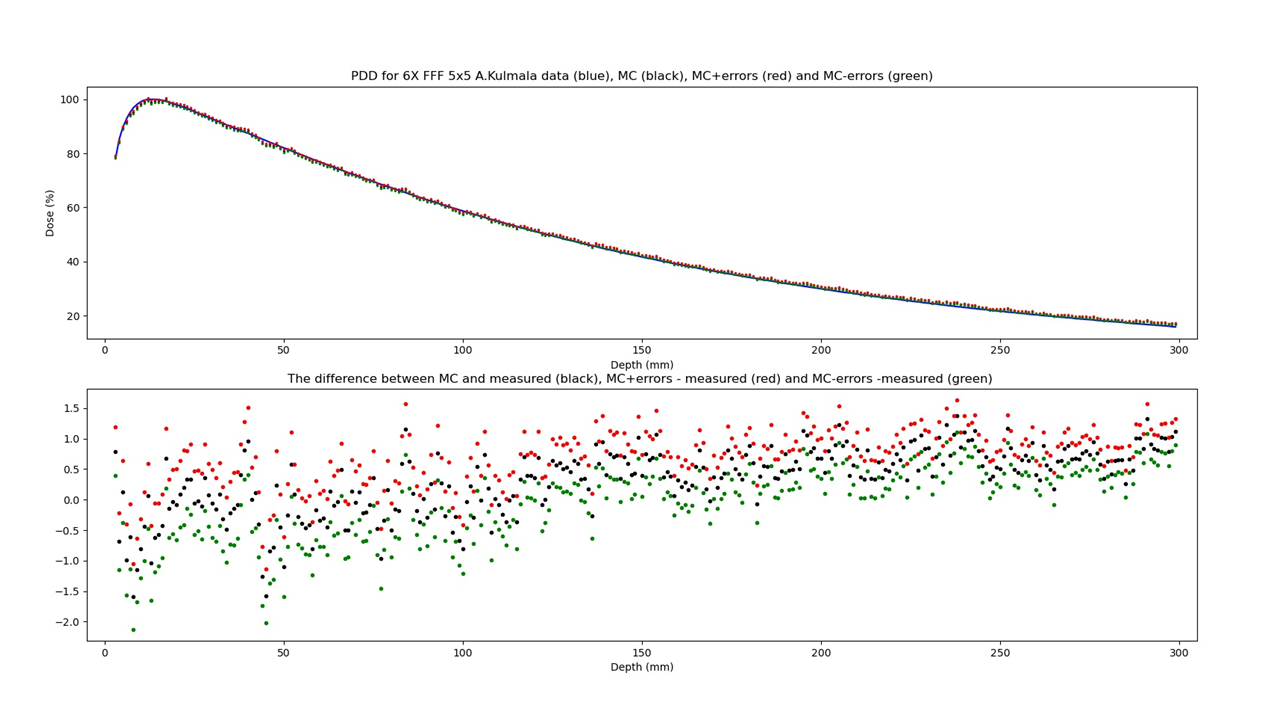 PDD for 6X FFF 5x5 A.Kulmala data (blue), MC (black), MC+errors (red) and MC-errors (green)
100
80
60
40
20
Dose (%)
0 50 100 150 200 250 300
Depth (mm)
The difference between MC and measured (black), MC+errors - measured (red) and MC-errors -measured (green)
1.5
1.0
0.5
0.0
−0.5
−1.0
−1.5
−2.0
0 50 100 150 200 250 300
Depth (mm)